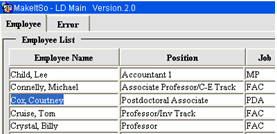 MakeItSo - LD Main Version.2.0
Employee Error
Employee List
Employee Name Position Job
Child, Lee Accountant 1 MP
Connelly, Michael Associate Professor/C-E Track FAC
Cox, Courtney Postdoctoral Associate PDA
Cruise, Tom Professor/Inv Track FAC
Crystal, Billy Professor FAC